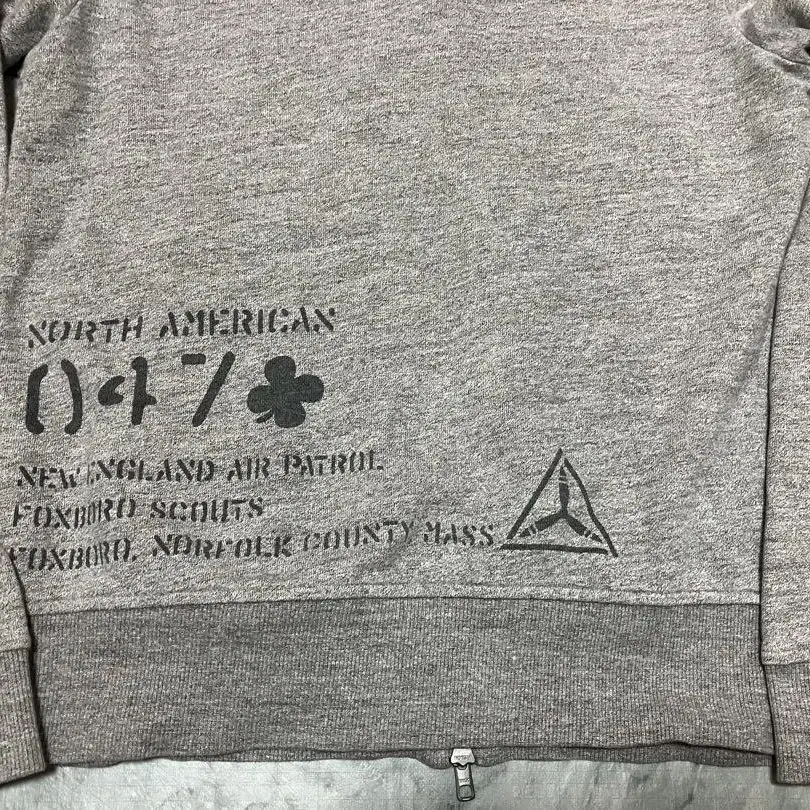 NORTH AMERICAN
047
NEW ENGLAND AIR PATROL
FOXBORO SCOUTS
FOXBORO. NORFOLK COUNTY MASS